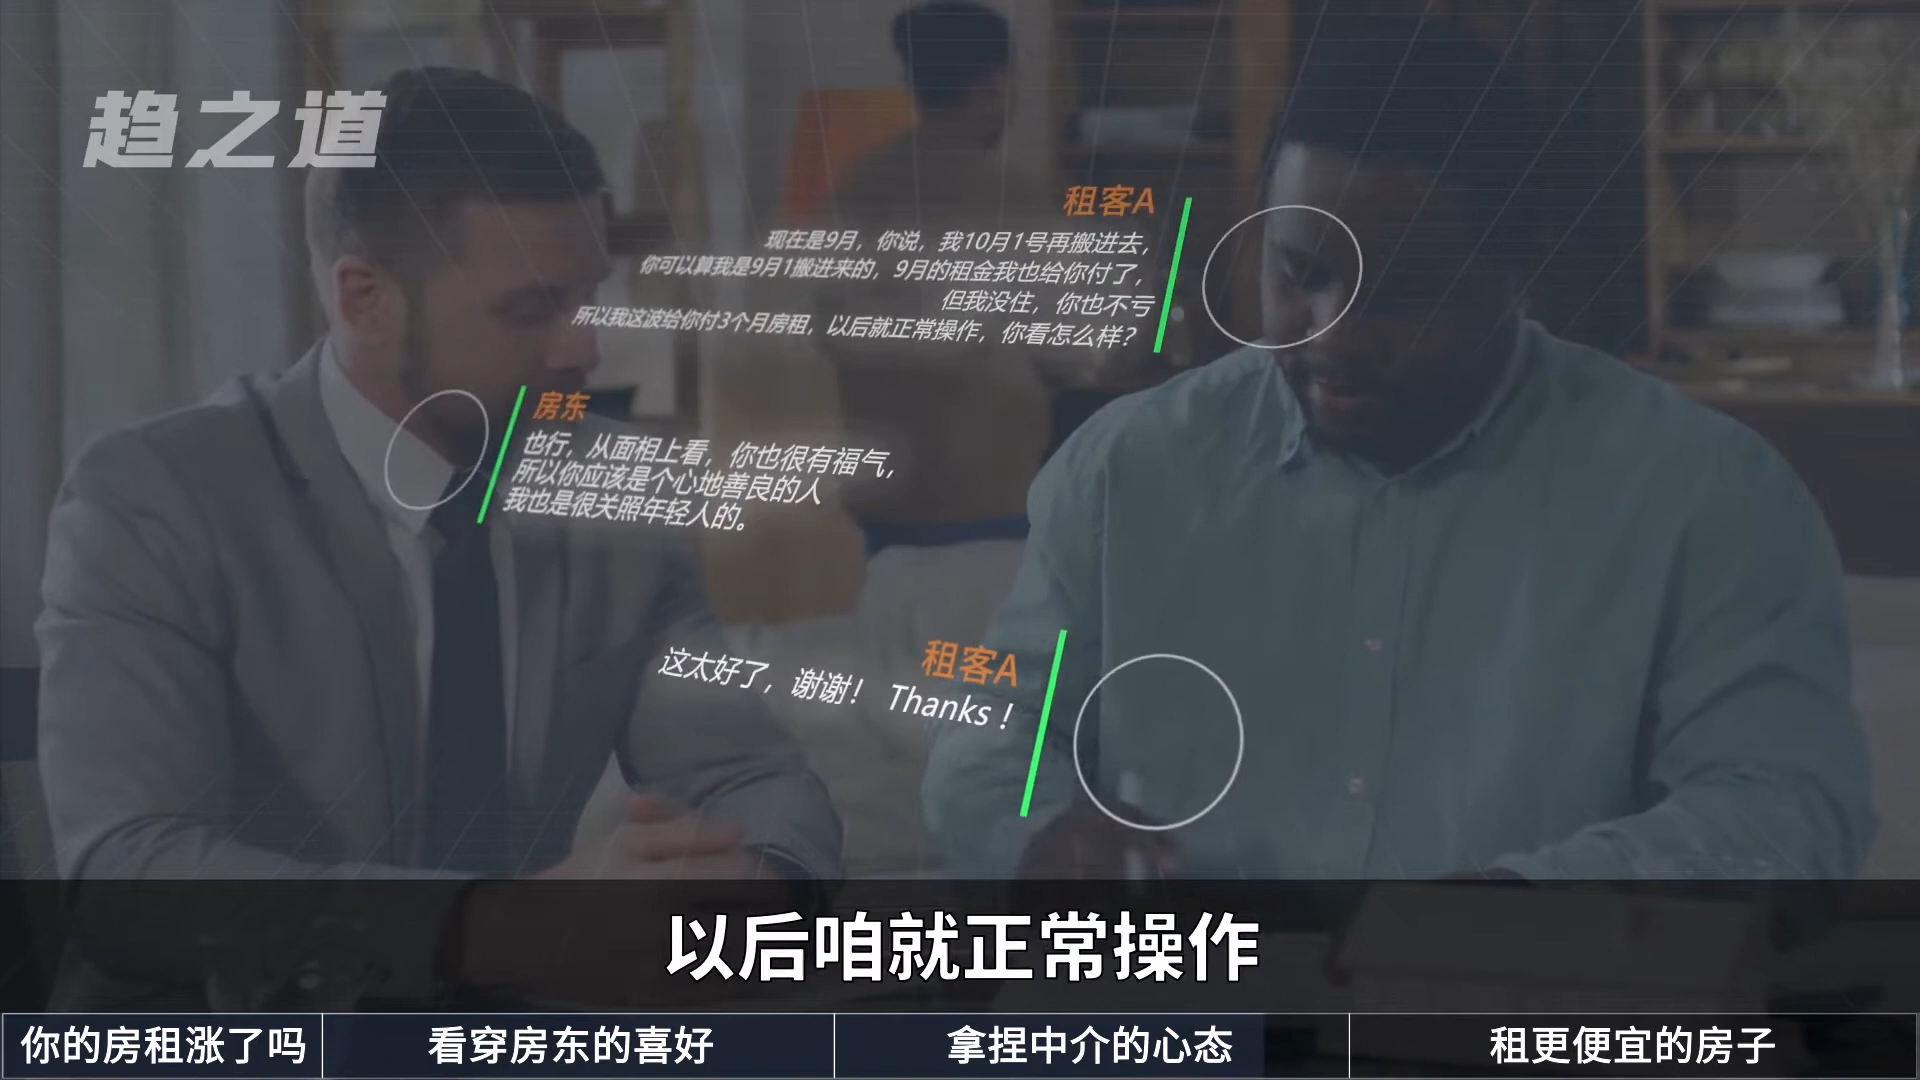 趋之道
租客A
现在是9月，你说，我10月1号再搬进去，
你可以算我是9月1搬进来的，9月的租金我也给你付了，
但我没住，你也不亏
所以我这波给你付3个月房租，以后就正常操作，你看怎么样？
房东
也行，从面相上看，你也很有福气，
所以你应该是个心地善良的人
我也是很关照年轻人的。
租客A
这太好了，谢谢！ Thanks！
以后咱就正常操作
你的房租涨了吗
看穿房东的喜好
拿捏中介的心态
租更便宜的房子